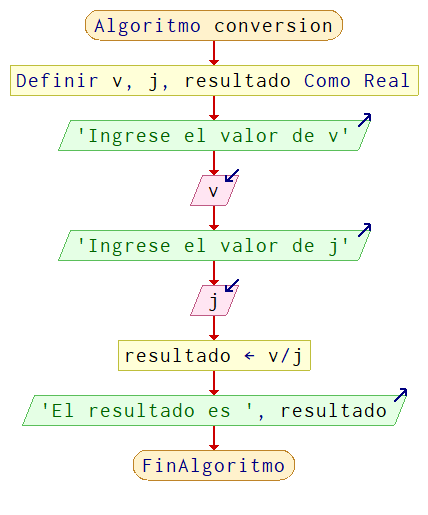 Algoritmo conversion
Definir v, j, resultado Como Real
'Ingrese el valor de v'
v
'Ingrese el valor de j'
j
resultado ← v/j
'El resultado es ', resultado
FinAlgoritmo